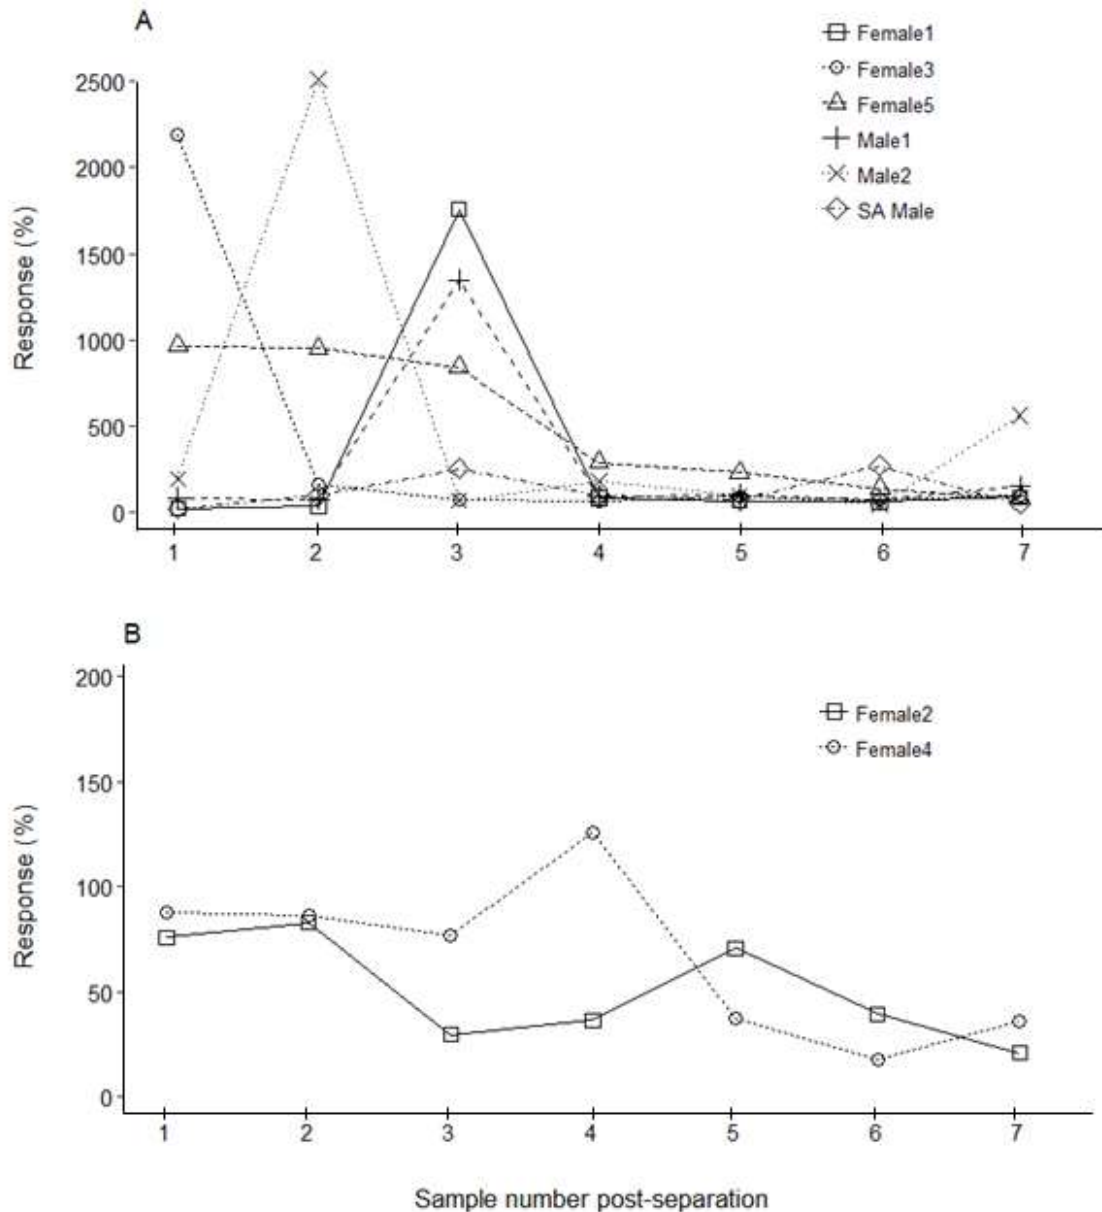 A
Female1
Female3
Female5
Male1
Male2
SA Male
Response (%)
2500
2000
1500
1000
500
0
1 2 3 4 5 6 7
B
Female2
Female4
Response (%)
200
150
100
50
0
1 2 3 4 5 6 7
Sample number post-separation